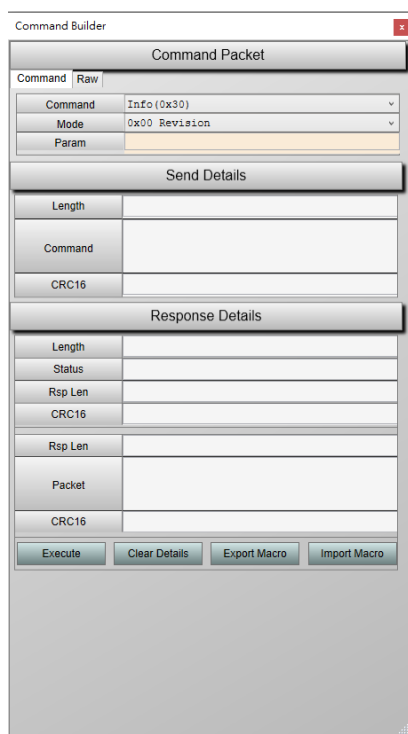 Command Builder
x
Command Packet
Command Raw
Command Info(0x30)
Mode 0x00 Revision
Param
Send Details
Length
Command
CRC16
Response Details
Length
Status
Rsp Len
CRC16
Rsp Len
Packet
CRC16
Execute Clear Details Export Macro Import Macro